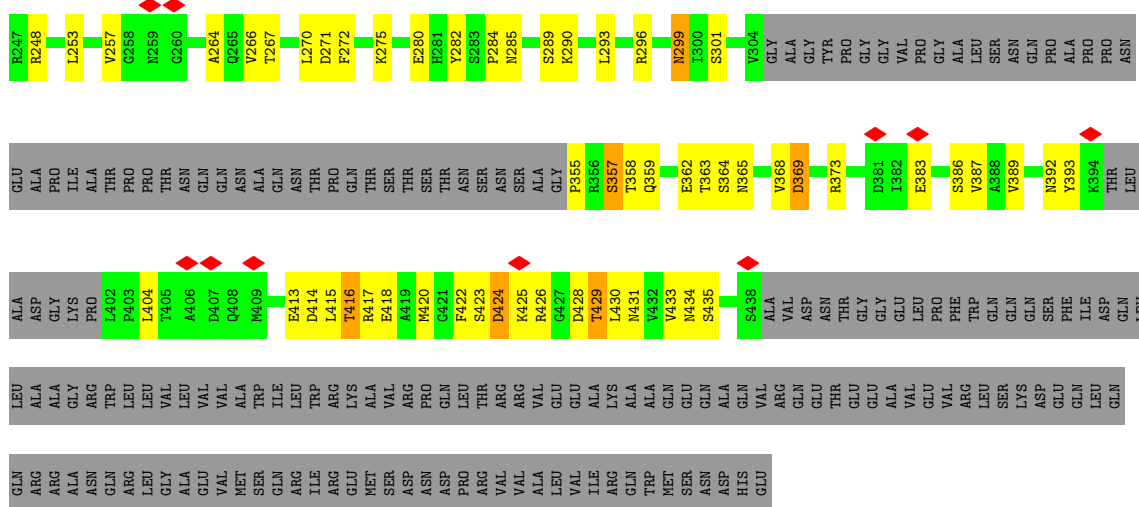 R247 R248 L253 V257 G258 N259 G260 A264 Q265 V266 T267 L270 D271 F272 K275 E280 H281 Y282 S283 P284 N285 S289 K290 L293 R296 N299 I300 S301 V304 GLY ALA GLY TYR PRO GLY GLY VAL PRO GLY ALA LEU SER ASN GLN PRO ALA PRO PRO ASN
GLU ALA PRO ILE ALA THR PRO PRO THR ASN GLN GLN ASN ALA GLN ASN THR PRO GLN THR SER THR SER THR ASN SER ASN SER ALA GLY P355 R356 S357 T358 Q359 E362 T363 S364 N365 V368 D369 R373 D381 I382 E383 S386 V387 A388 V389 N392 Y393 K394 THR LEU
ALA ASP GLY LYS PRO L402 P403 L404 T405 A406 D407 Q408 M409 E413 D414 L415 T416 R417 E418 A419 M420 G421 F422 S423 D424 K425 R426 G427 D428 T429 L430 N431 V432 V433 N434 S435 S438 ALA VAL ASP ASN THR GLY GLY GLU LEU PRO PHE TRP GLN GLN GLN SER PHE ILE ASP GLN LEU
LEU ALA ALA GLY ARG TRP LEU LEU VAL LEU VAL VAL ALA TRP ILE LEU TRP ARG LYS ALA VAL ARG PRO GLN LEU THR ARG ARG VAL GLU GLU ALA LYS ALA ALA GLN GLU GLN ALA GLN VAL ARG GLN GLU THR GLU GLU ALA VAL GLU VAL ARG LEU SER LYS ASP GLU GLN LEU GLN
GLN ARG ARG ALA ASN GLN ARG LEU GLY ALA GLU VAL MET SER GLN ARG ILE ARG GLU MET SER ASP ASN ASP PRO ARG VAL VAL ALA LEU VAL ILE ARG GLN TRP MET SER ASN ASP HIS GLU